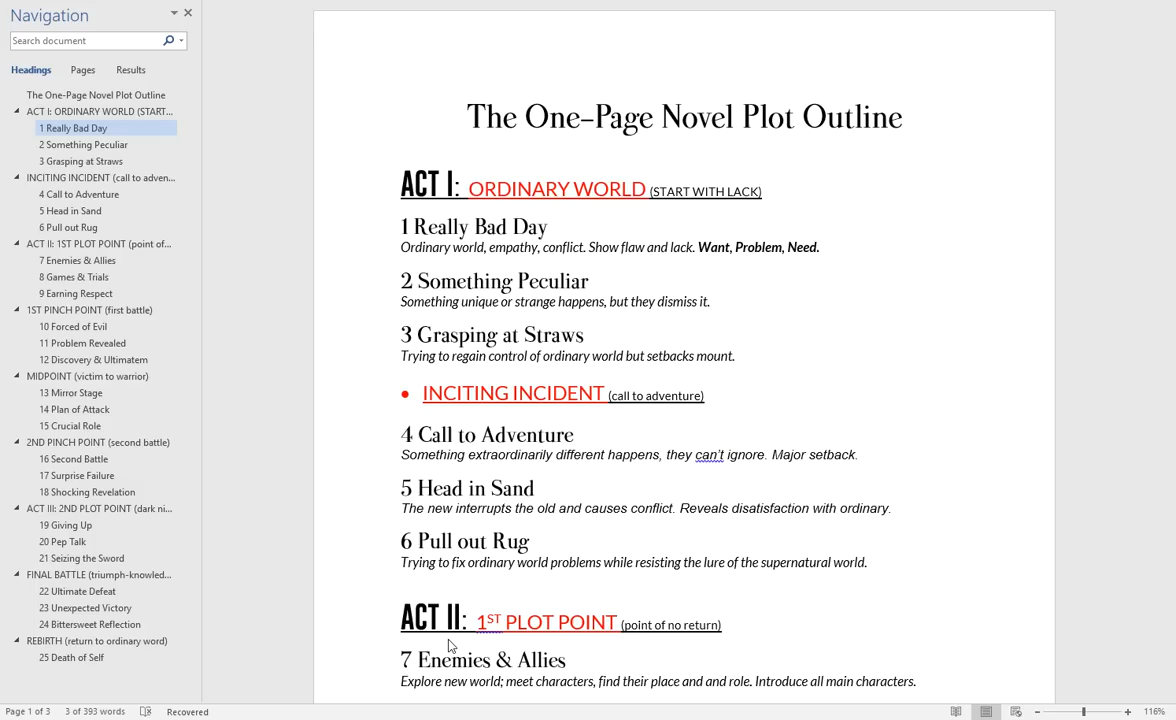 Navigation
Search document
Headings Pages Results
The One-Page Novel Plot Outline
ACT I: ORDINARY WORLD (START...
1 Really Bad Day
2 Something Peculiar
3 Grasping at Straws
INCITING INCIDENT (call to adven...
4 Call to Adventure
5 Head in Sand
6 Pull out Rug
ACT II: 1ST PLOT POINT (point of...
7 Enemies & Allies
8 Games & Trials
9 Earning Respect
1ST PINCH POINT (first battle)
10 Forced of Evil
11 Problem Revealed
12 Discovery & Ultimatem
MIDPOINT (victim to warrior)
13 Mirror Stage
14 Plan of Attack
15 Crucial Role
2ND PINCH POINT (second battle)
16 Second Battle
17 Surprise Failure
18 Shocking Revelation
ACT III: 2ND PLOT POINT (dark ni...
19 Giving Up
20 Pep Talk
21 Seizing the Sword
FINAL BATTLE (triumph-knowled...
22 Ultimate Defeat
23 Unexpected Victory
24 Bittersweet Reflection
REBIRTH (return to ordinary word)
25 Death of Self
The One-Page Novel Plot Outline
ACT I: ORDINARY WORLD (START WITH LACK)
1 Really Bad Day
Ordinary world, empathy, conflict. Show flaw and lack. Want, Problem, Need.
2 Something Peculiar
Something unique or strange happens, but they dismiss it.
3 Grasping at Straws
Trying to regain control of ordinary world but setbacks mount.
• INCITING INCIDENT (call to adventure)
4 Call to Adventure
Something extraordinarily different happens, they can't ignore. Major setback.
5 Head in Sand
The new interrupts the old and causes conflict. Reveals disatisfaction with ordinary.
6 Pull out Rug
Trying to fix ordinary world problems while resisting the lure of the supernatural world.
ACT II: 1ST PLOT POINT (point of no return)
7 Enemies & Allies
Explore new world; meet characters, find their place and and role. Introduce all main characters.
Page 1 of 3 3 of 393 words Recovered 116%